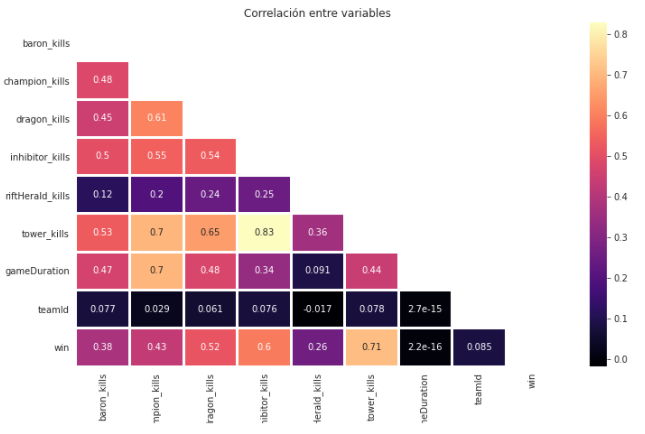 Correlación entre variables
baron_kills
champion_kills 0.48
dragon_kills 0.45 0.61
inhibitor_kills 0.5 0.55 0.54
riftHerald_kills 0.12 0.2 0.24 0.25
tower_kills 0.53 0.7 0.65 0.83 0.36
gameDuration 0.47 0.7 0.48 0.34 0.091 0.44
teamId 0.077 0.029 0.061 0.076 -0.017 0.078 2.7e-15
win 0.38 0.43 0.52 0.6 0.26 0.71 2.2e-16 0.085
baron_kills
mpion_kills
dragon_kills
hibitor_kills
Herald_kills
tower_kills
neDuration
teamId
win
0.8
0.7
0.6
0.5
0.4
0.3
0.2
0.1
0.0